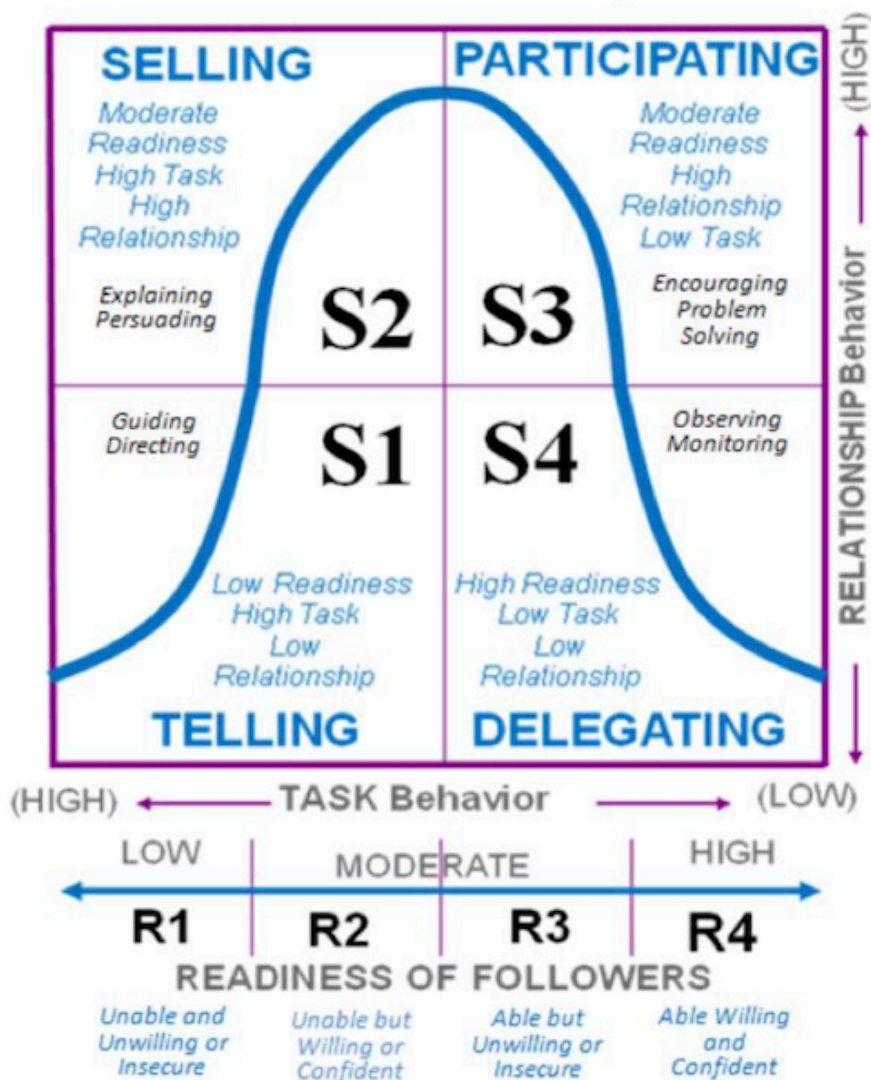 SELLING
Moderate
Readiness
High Task
High
Relationship
Explaining
Persuading
S2
PARTICIPATING
Moderate
Readiness
High
Relationship
Low Task
Encouraging
Problem
Solving
S3
Guiding
Directing
S1
Low Readiness
High Task
Low
Relationship
TELLING
Observing
Monitoring
S4
High Readiness
Low Task
Low
Relationship
DELEGATING
(HIGH)
RELATIONSHIP Behavior
(HIGH) TASK Behavior (LOW)
LOW MODERATE HIGH
R1 R2 R3 R4
READINESS OF FOLLOWERS
Unable and
Unwilling or
Insecure
Unable but
Willing or
Confident
Able but
Unwilling or
Insecure
Able Willing
and
Confident